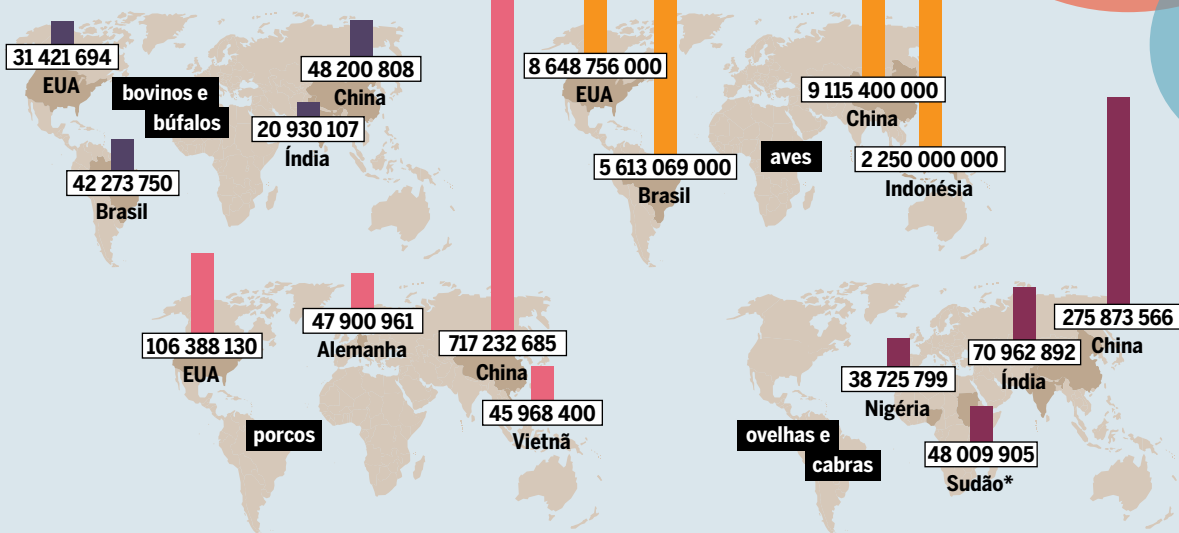 31 421 694
EUA
bovinos e
búfalos
48 200 808
China
20 930 107
Índia
42 273 750
Brasil
8 648 756 000
EUA
9 115 400 000
China
aves
2 250 000 000
Indonésia
5 613 069 000
Brasil
106 388 130
EUA
47 900 961
Alemanha
717 232 685
China
45 968 400
Vietnã
porcos
275 873 566
China
70 962 892
Índia
38 725 799
Nigéria
ovelhas e
cabras
48 009 905
Sudão*